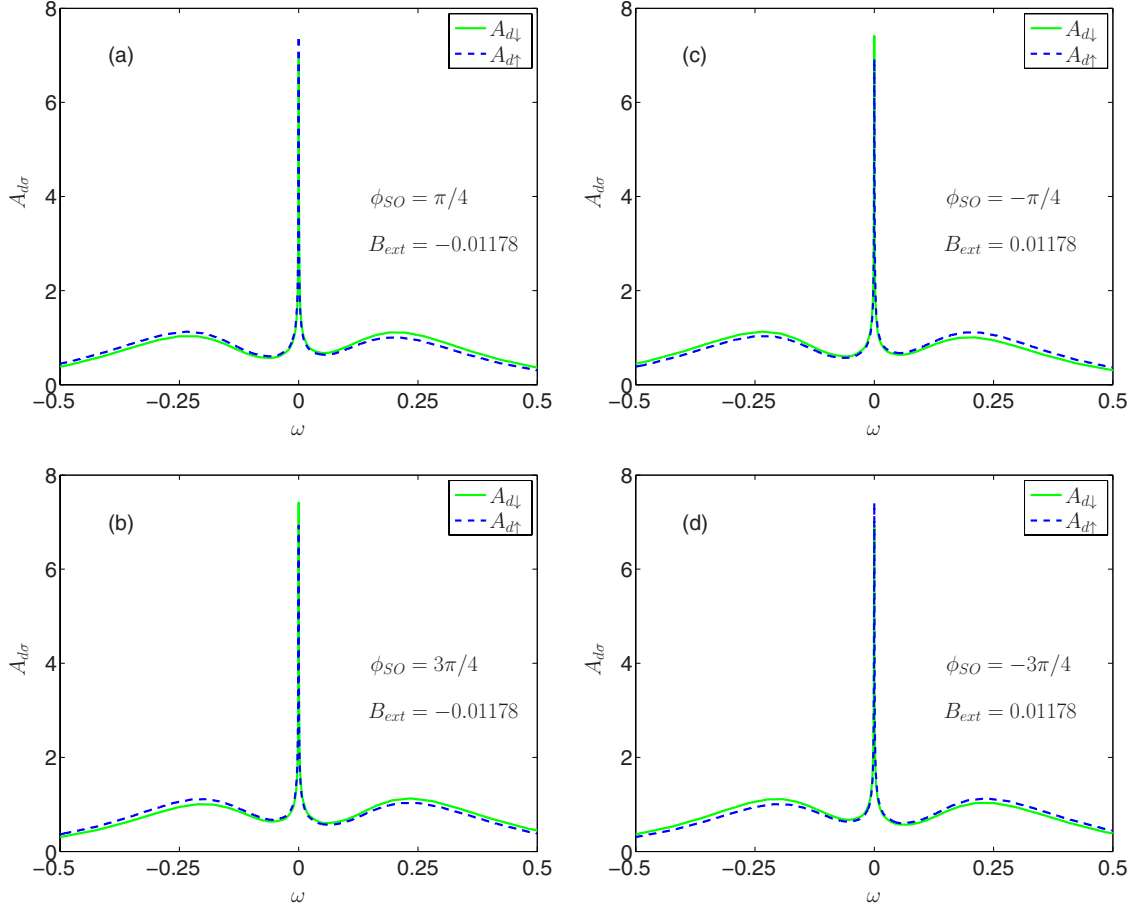 8
6
4
2
0
−0.5
−0.25
0
0.25
0.5
ω
A_{dσ}
(a)
A_{d↓}
A_{d↑}
ϕ_{SO} = π/4
B_{ext} = −0.01178
8
6
4
2
0
−0.5
−0.25
0
0.25
0.5
ω
A_{dσ}
(c)
A_{d↓}
A_{d↑}
ϕ_{SO} = −π/4
B_{ext} = 0.01178
8
6
4
2
0
−0.5
−0.25
0
0.25
0.5
ω
A_{dσ}
(b)
A_{d↓}
A_{d↑}
ϕ_{SO} = 3π/4
B_{ext} = −0.01178
8
6
4
2
0
−0.5
−0.25
0
0.25
0.5
ω
A_{dσ}
(d)
A_{d↓}
A_{d↑}
ϕ_{SO} = −3π/4
B_{ext} = 0.01178